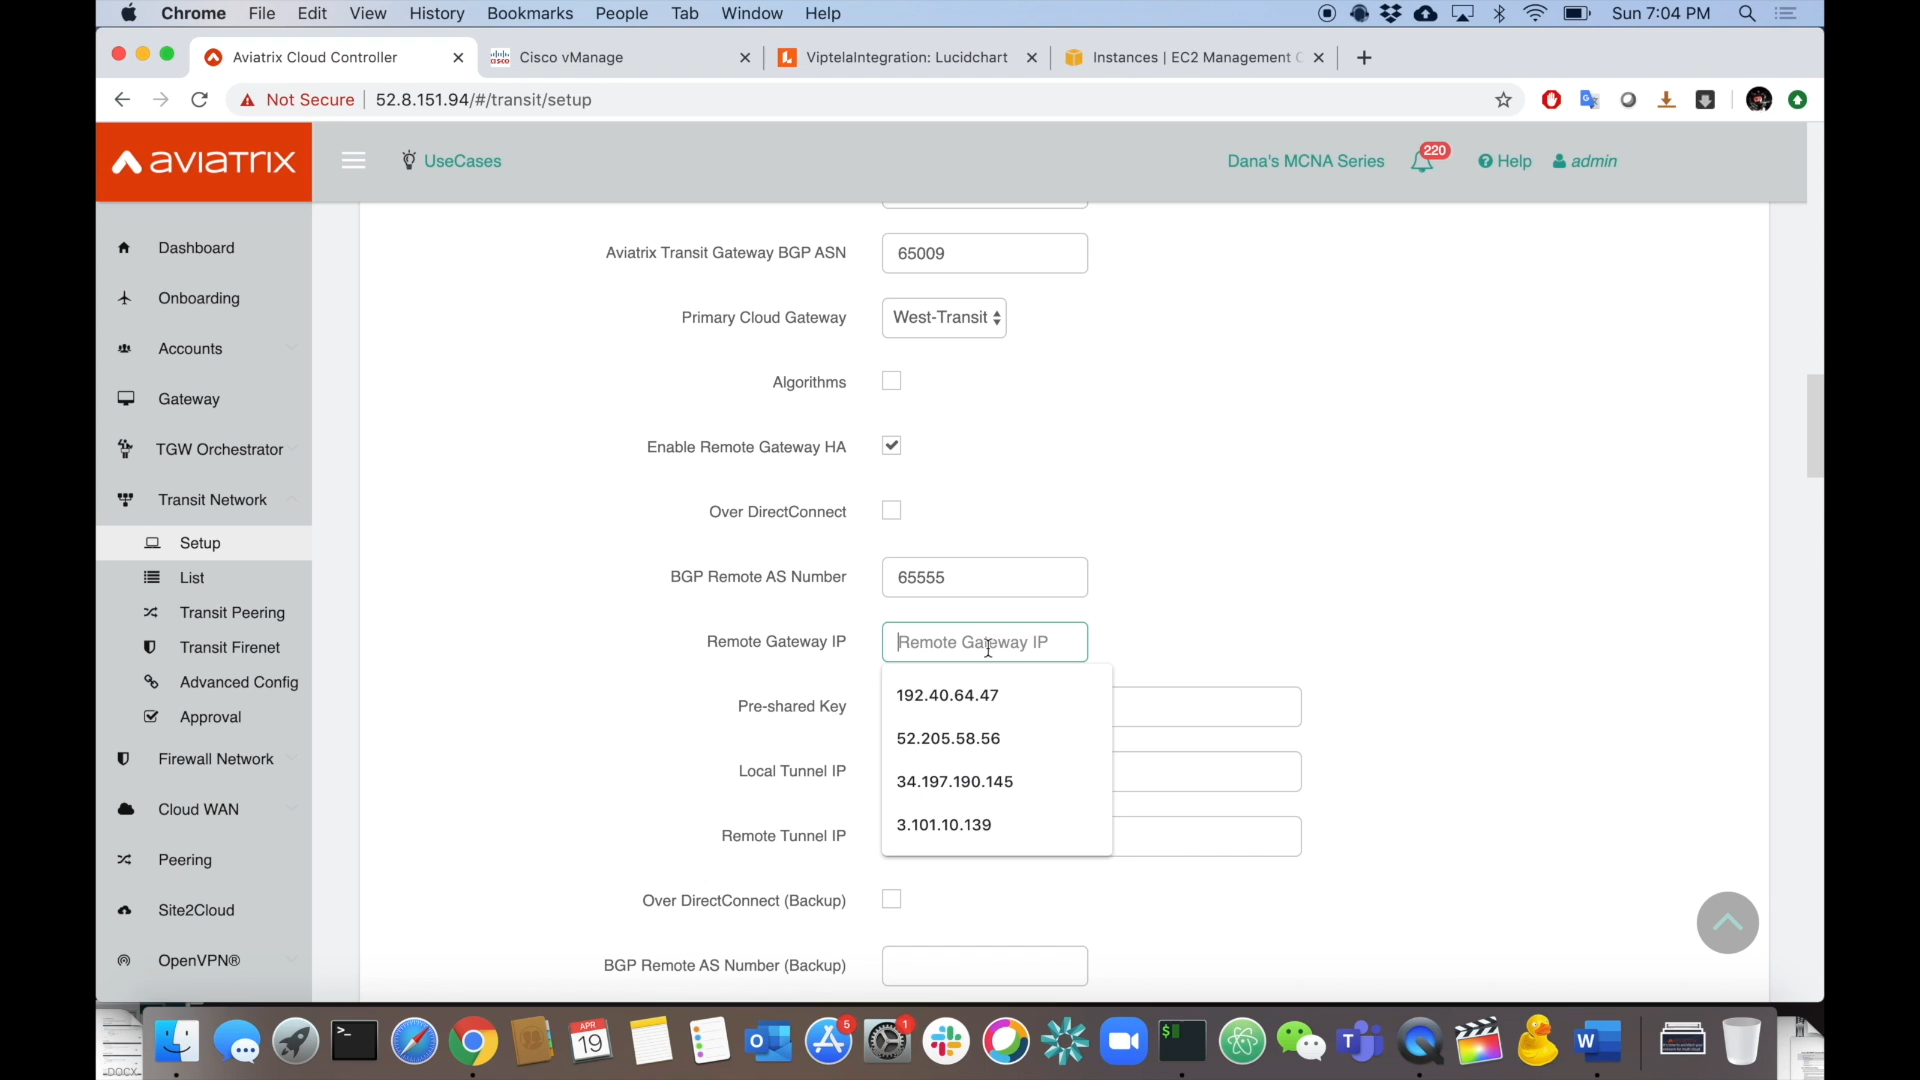 Chrome File Edit View History Bookmarks People Tab Window Help Sun 7:04 PM
Aviatrix Cloud Controller Cisco vManage ViptelaIntegration: Lucidchart Instances | EC2 Management C
Not Secure 52.8.151.94/#/transit/setup
aviatrix UseCases Dana's MCNA Series 220 Help admin
Dashboard
Onboarding
Accounts
Gateway
TGW Orchestrator
Transit Network
Setup
List
Transit Peering
Transit Firenet
Advanced Config
Approval
Firewall Network
Cloud WAN
Peering
Site2Cloud
OpenVPN®
Aviatrix Transit Gateway BGP ASN 65009
Primary Cloud Gateway West-Transit
Algorithms
Enable Remote Gateway HA
Over DirectConnect
BGP Remote AS Number 65555
Remote Gateway IP Remote Gateway IP
192.40.64.47
52.205.58.56
34.197.190.145
3.101.10.139
Pre-shared Key
Local Tunnel IP
Remote Tunnel IP
Over DirectConnect (Backup)
BGP Remote AS Number (Backup)
APR
19
5
1
DOCX